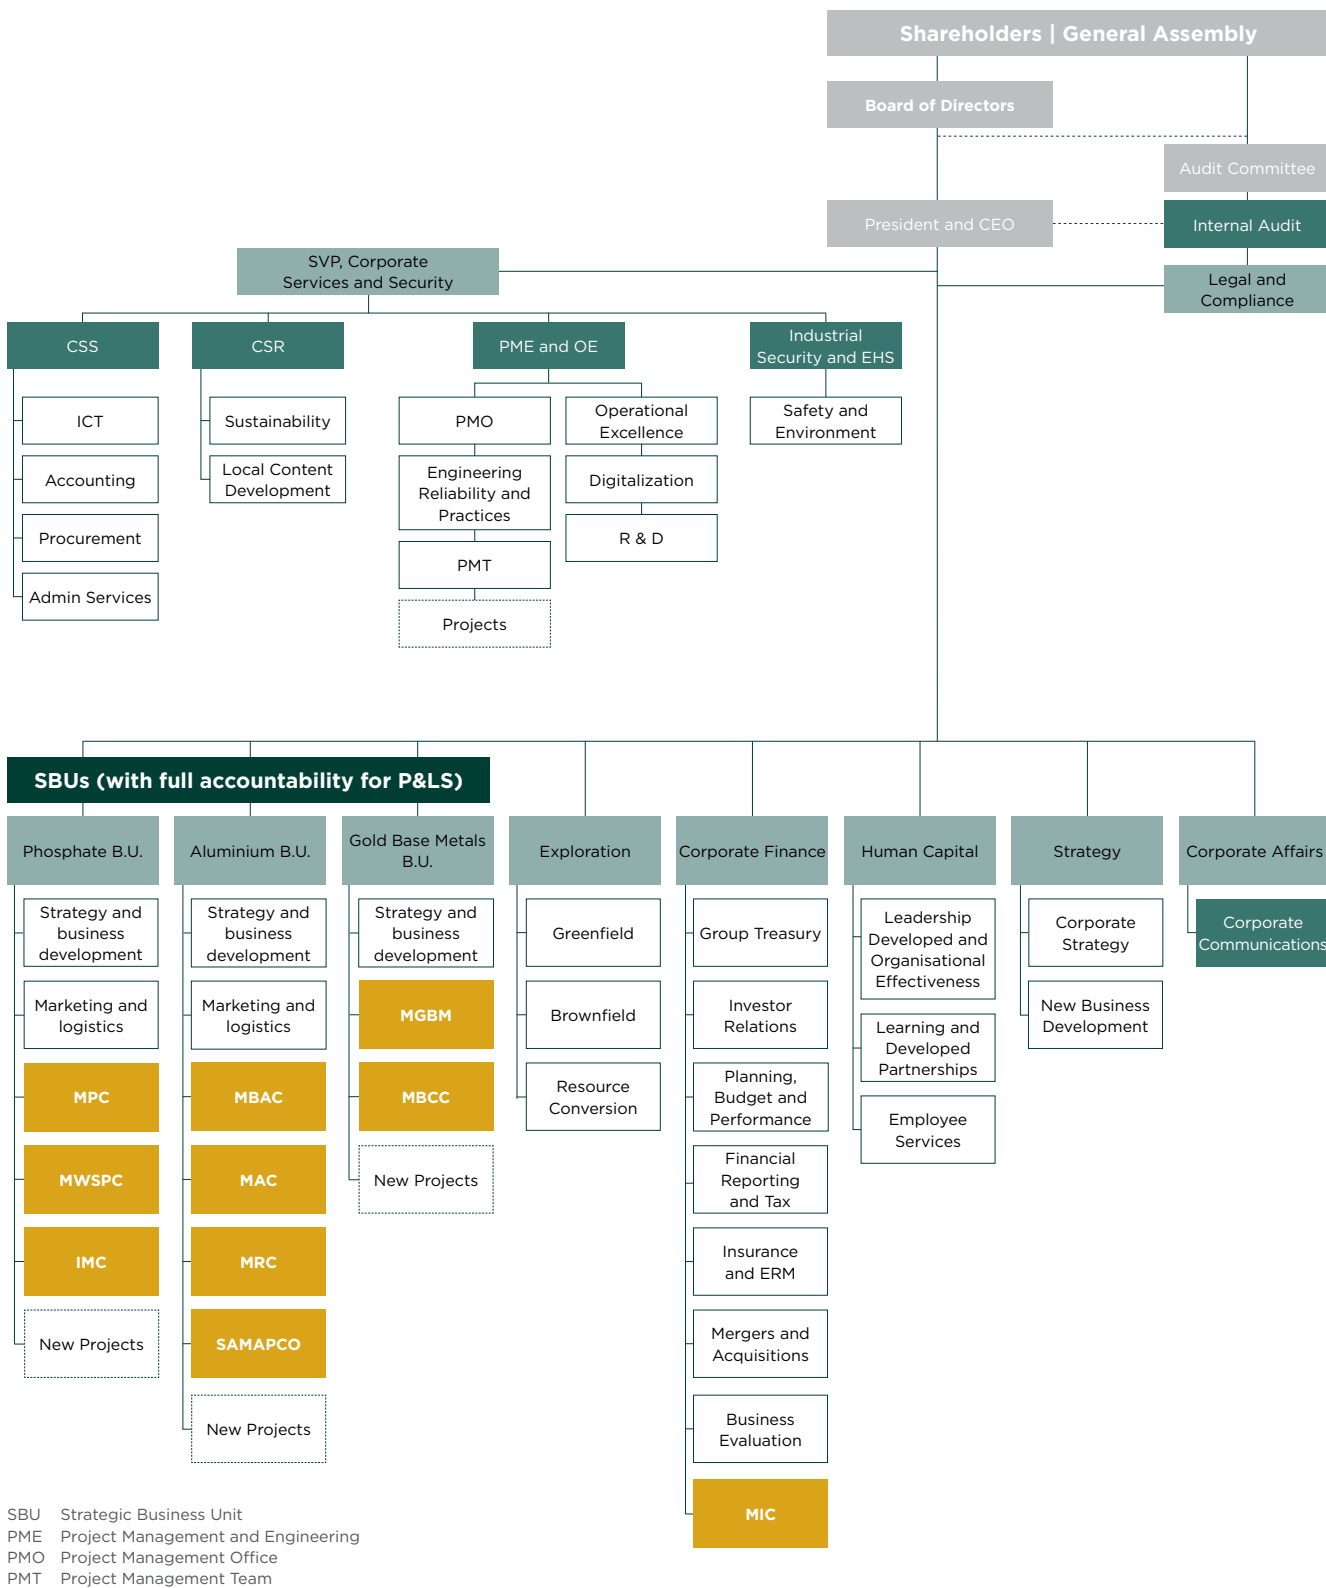 Shareholders | General Assembly
Board of Directors
Audit Committee
President and CEO
Internal Audit
SVP, Corporate
Services and Security
Legal and
Compliance
CSS
CSR
PME and OE
Industrial
Security and EHS
ICT
Accounting
Procurement
Admin Services
Sustainability
Local Content
Development
PMO
Engineering
Reliability and
Practices
PMT
Projects
Operational
Excellence
Digitalization
R & D
Safety and
Environment
SBUs (with full accountability for P&LS)
Phosphate B.U.
Strategy and
business
development
Marketing and
logistics
MPC
MWSPC
IMC
New Projects
Aluminium B.U.
Strategy and
business
development
Marketing and
logistics
MBAC
MAC
MRC
SAMAPCO
New Projects
Gold Base Metals
B.U.
Strategy and
business
development
MGBM
MBCC
New Projects
Exploration
Greenfield
Brownfield
Resource
Conversion
Corporate Finance
Group Treasury
Investor
Relations
Planning,
Budget and
Performance
Financial
Reporting
and Tax
Insurance
and ERM
Mergers and
Acquisitions
Business
Evaluation
MIC
Human Capital
Leadership
Developed and
Organisational
Effectiveness
Learning and
Developed
Partnerships
Employee
Services
Strategy
Corporate
Strategy
New Business
Development
Corporate Affairs
Corporate
Communications
SBU Strategic Business Unit
PME Project Management and Engineering
PMO Project Management Office
PMT Project Management Team